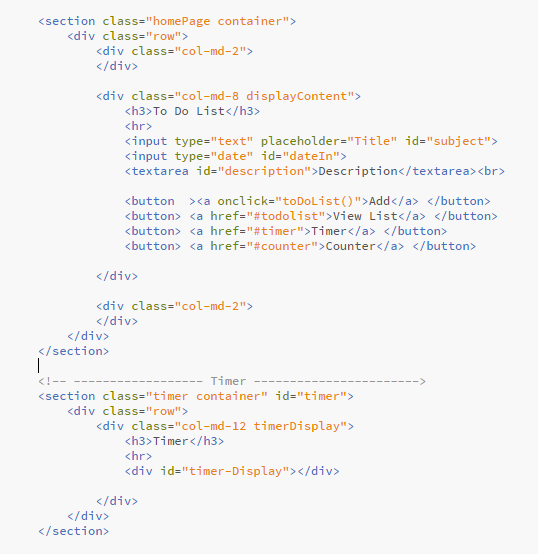 <section class="homePage container">
<div class="row">
<div class="col-md-2">
</div>
<div class="col-md-8 displayContent">
<h3>To Do List</h3>
<hr>
<input type="text" placeholder="Title" id="subject">
<input type="date" id="dateIn">
<textarea id="description">Description</textarea><br>
<button  ><a onclick="toDoList()">Add</a> </button>
<button> <a href="#todolist">View List</a> </button>
<button> <a href="#timer">Timer</a> </button>
<button> <a href="#counter">Counter</a> </button>
</div>
<div class="col-md-2">
</div>
</div>
</section>
<!-- ------------------ Timer ----------------------->
<section class="timer container" id="timer">
<div class="row">
<div class="col-md-12 timerDisplay">
<h3>Timer</h3>
<hr>
<div id="timer-Display"></div>
</div>
</div>
</section>